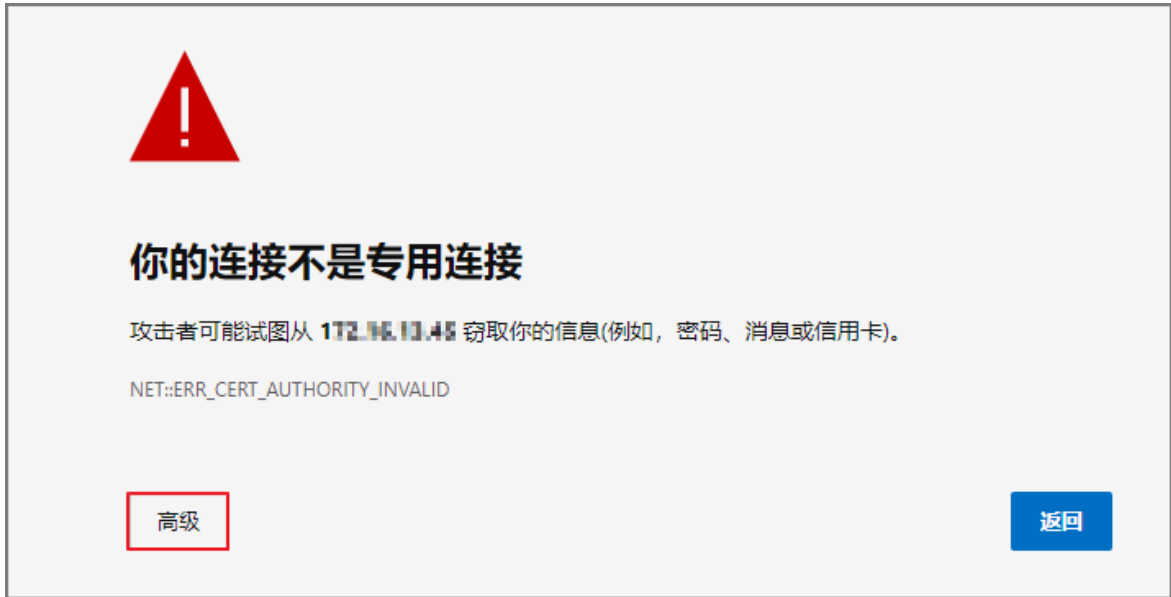 你的连接不是专用连接
攻击者可能试图从 窃取你的信息(例如，密码、消息或信用卡)。
NET::ERR_CERT_AUTHORITY_INVALID
高级
返回